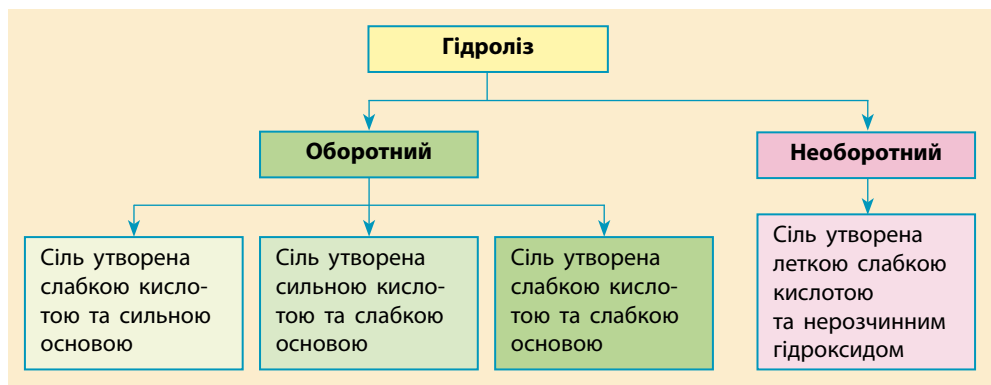 Гідроліз
Оборотний
Необоротний
Сіль утворена
слабкою кисло-
тою та сильною
основою
Сіль утворена
сильною кисло-
тою та слабкою
основою
Сіль утворена
слабкою кисло-
тою та слабкою
основою
Сіль утворена
леткою слабкою
кислотою
та нерозчинним
гідроксидом